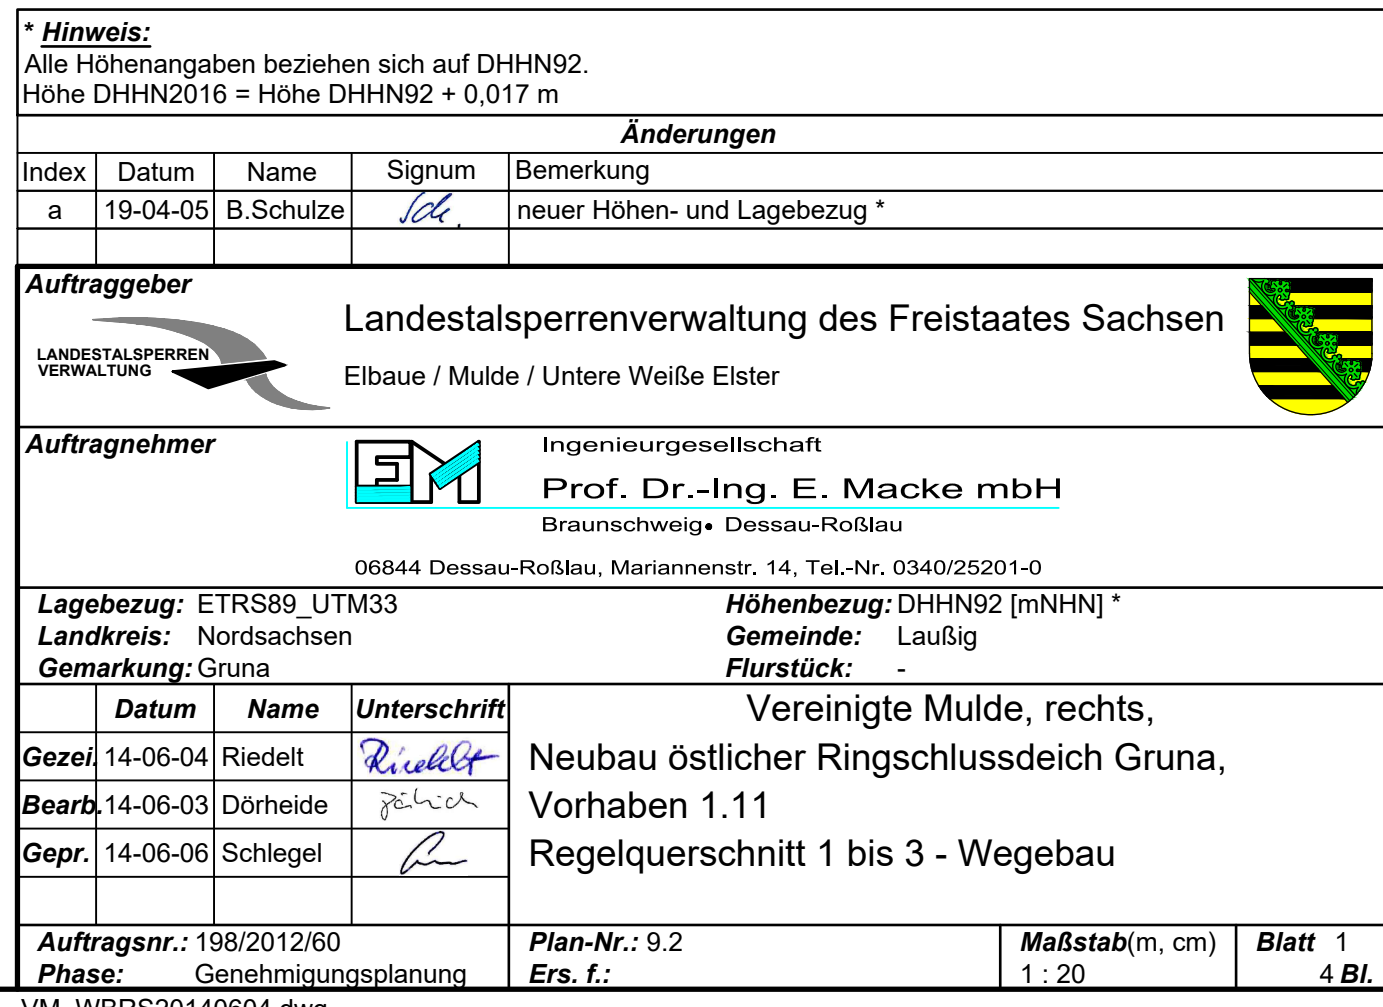 * Hinweis:
Alle Höhenangaben beziehen sich auf DHHN92.
Höhe DHHN2016 = Höhe DHHN92 + 0,017 m
Änderungen
Index Datum Name Signum Bemerkung
a 19-04-05 B.Schulze Sch. neuer Höhen- und Lagebezug *
Auftraggeber
Landestalsperrenverwaltung des Freistaates Sachsen
LANDESTALSPERREN
VERWALTUNG
Elbaue / Mulde / Untere Weiße Elster
Auftragnehmer
EM
Ingenieurgesellschaft
Prof. Dr.-Ing. E. Macke mbH
Braunschweig• Dessau-Roßlau
06844 Dessau-Roßlau, Mariannenstr. 14, Tel.-Nr. 0340/25201-0
Lagebezug: ETRS89_UTM33 Höhenbezug: DHHN92 [mNHN] *
Landkreis: Nordsachsen Gemeinde: Laußig
Gemarkung: Gruna Flurstück: -
Datum Name Unterschrift
Gezei. 14-06-04 Riedelt Riedelt
Bearb. 14-06-03 Dörheide
Gepr. 14-06-06 Schlegel
Vereinigte Mulde, rechts,
Neubau östlicher Ringschlussdeich Gruna,
Vorhaben 1.11
Regelquerschnitt 1 bis 3 - Wegebau
Auftragsnr.: 198/2012/60 Plan-Nr.: 9.2 Maßstab(m, cm) Blatt 1
Phase: Genehmigungsplanung Ers. f.: 1 : 20 4 Bl.